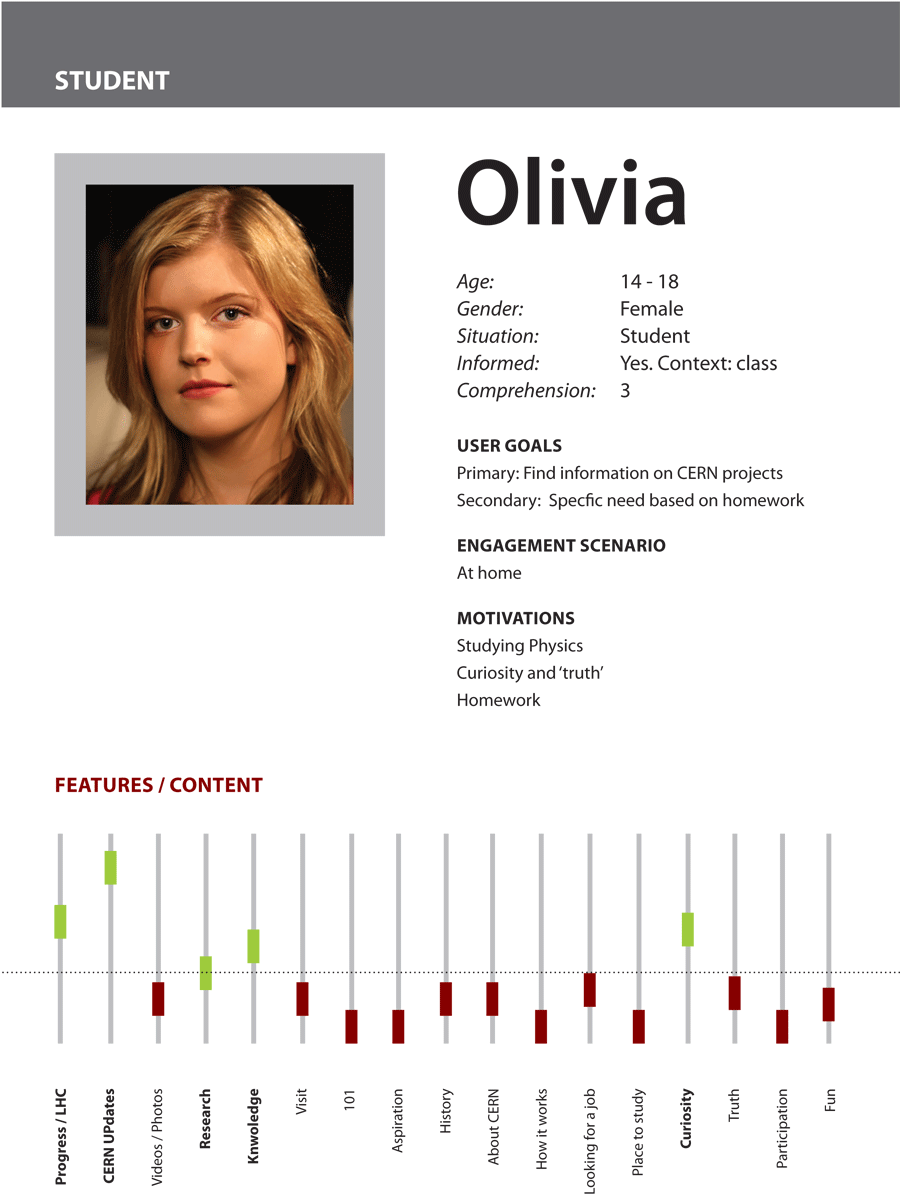 STUDENT
Olivia
Age: 14 - 18
Gender: Female
Situation: Student
Informed: Yes. Context: class
Comprehension: 3
USER GOALS
Primary: Find information on CERN projects
Secondary: Specfic need based on homework
ENGAGEMENT SCENARIO
At home
MOTIVATIONS
Studying Physics
Curiosity and ‘truth’
Homework
FEATURES / CONTENT
Progress / LHC
CERN UPdates
Videos / Photos
Research
Knwoledge
Visit
101
Aspiration
History
About CERN
How it works
Looking for a job
Place to study
Curiosity
Truth
Participation
Fun